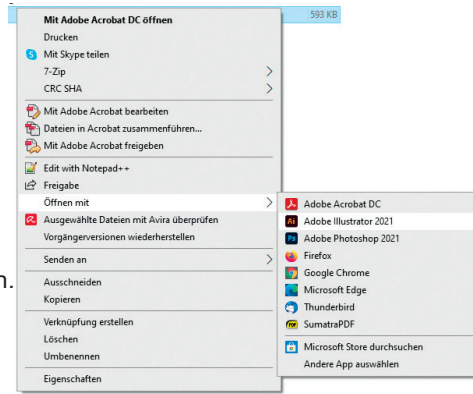 593 KB
Mit Adobe Acrobat DC öffnen
Drucken
Mit Skype teilen
7-Zip
CRC SHA
Mit Adobe Acrobat bearbeiten
Dateien in Acrobat zusammenführen...
Mit Adobe Acrobat freigeben
Edit with Notepad++
Freigabe
Öffnen mit
Ausgewählte Dateien mit Avira überprüfen
Vorgängerversionen wiederherstellen
Senden an
n.
Ausschneiden
Kopieren
Verknüpfung erstellen
Löschen
Umbenennen
Eigenschaften
Adobe Acrobat DC
Adobe Illustrator 2021
Adobe Photoshop 2021
Firefox
Google Chrome
Microsoft Edge
Thunderbird
SumatraPDF
Microsoft Store durchsuchen
Andere App auswählen